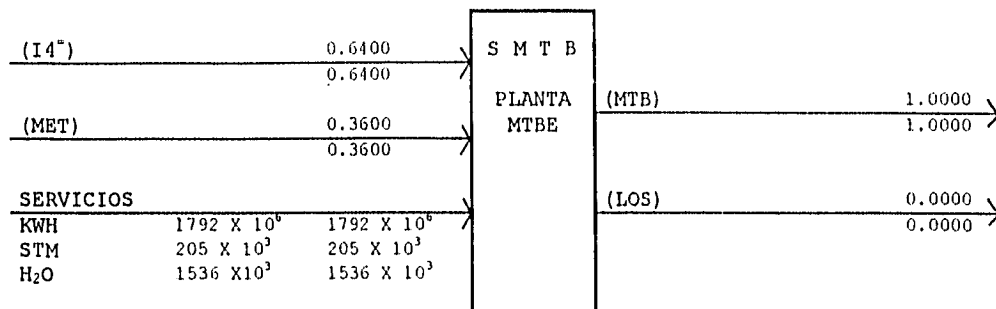 (I4=) 0.6400
0.6400
S M T B
PLANTA
MTBE
(MET) 0.3600
0.3600
(MTB) 1.0000
1.0000
SERVICIOS
KWH 1792 X 10⁶ 1792 X 10⁶
STM 205 X 10³ 205 X 10³
H₂O 1536 X10³ 1536 X 10³
(LOS) 0.0000
0.0000